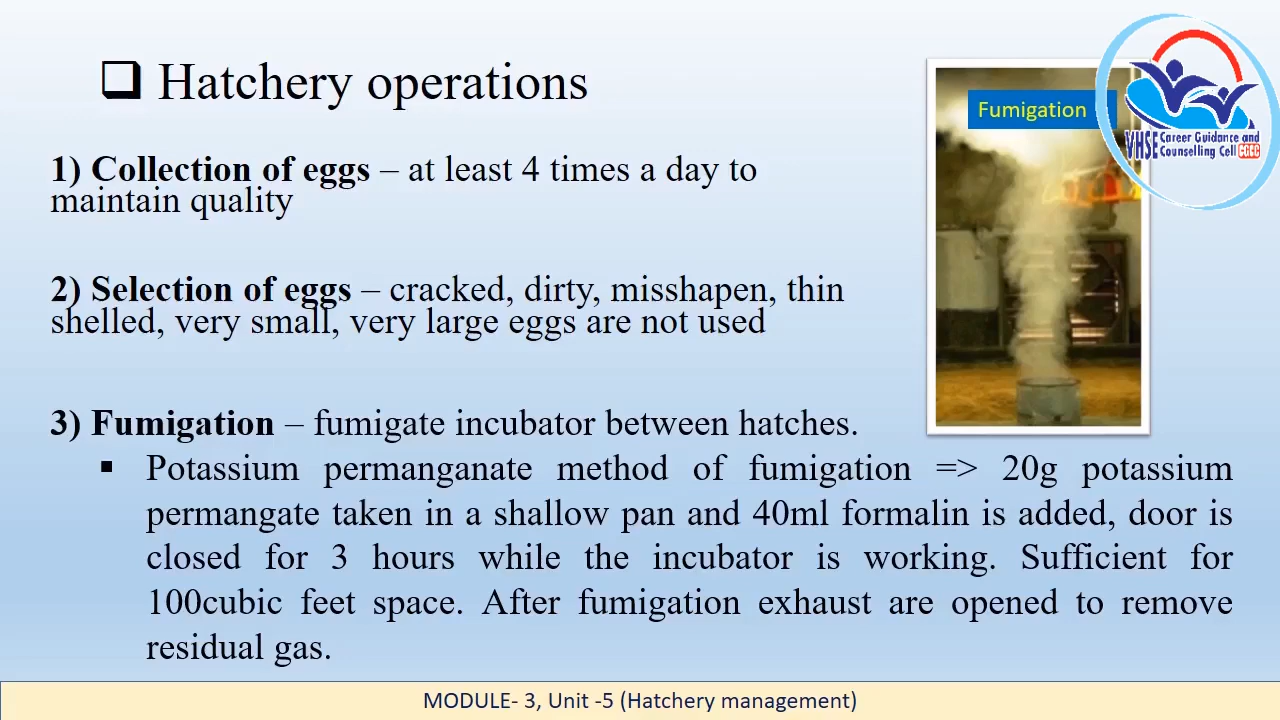 ❑ Hatchery operations
1) Collection of eggs – at least 4 times a day to
maintain quality
2) Selection of eggs – cracked, dirty, misshapen, thin
shelled, very small, very large eggs are not used
3) Fumigation – fumigate incubator between hatches.
▪ Potassium permanganate method of fumigation => 20g potassium
permangate taken in a shallow pan and 40ml formalin is added, door is
closed for 3 hours while the incubator is working. Sufficient for
100cubic feet space. After fumigation exhaust are opened to remove
residual gas.
Fumigation
VHSE Career Guidance and
Counselling Cell CGCC
MODULE- 3, Unit -5 (Hatchery management)